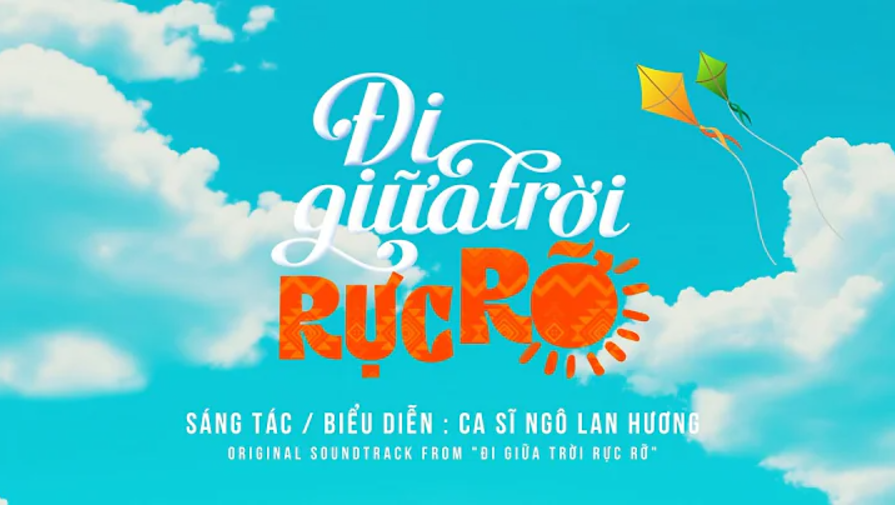 Đi
giữa trời
RỰC RỠ
SÁNG TÁC / BIỂU DIỄN : CA SĨ NGÔ LAN HƯƠNG
ORIGINAL SOUNDTRACK FROM "ĐI GIỮA TRỜI RỰC RỠ"